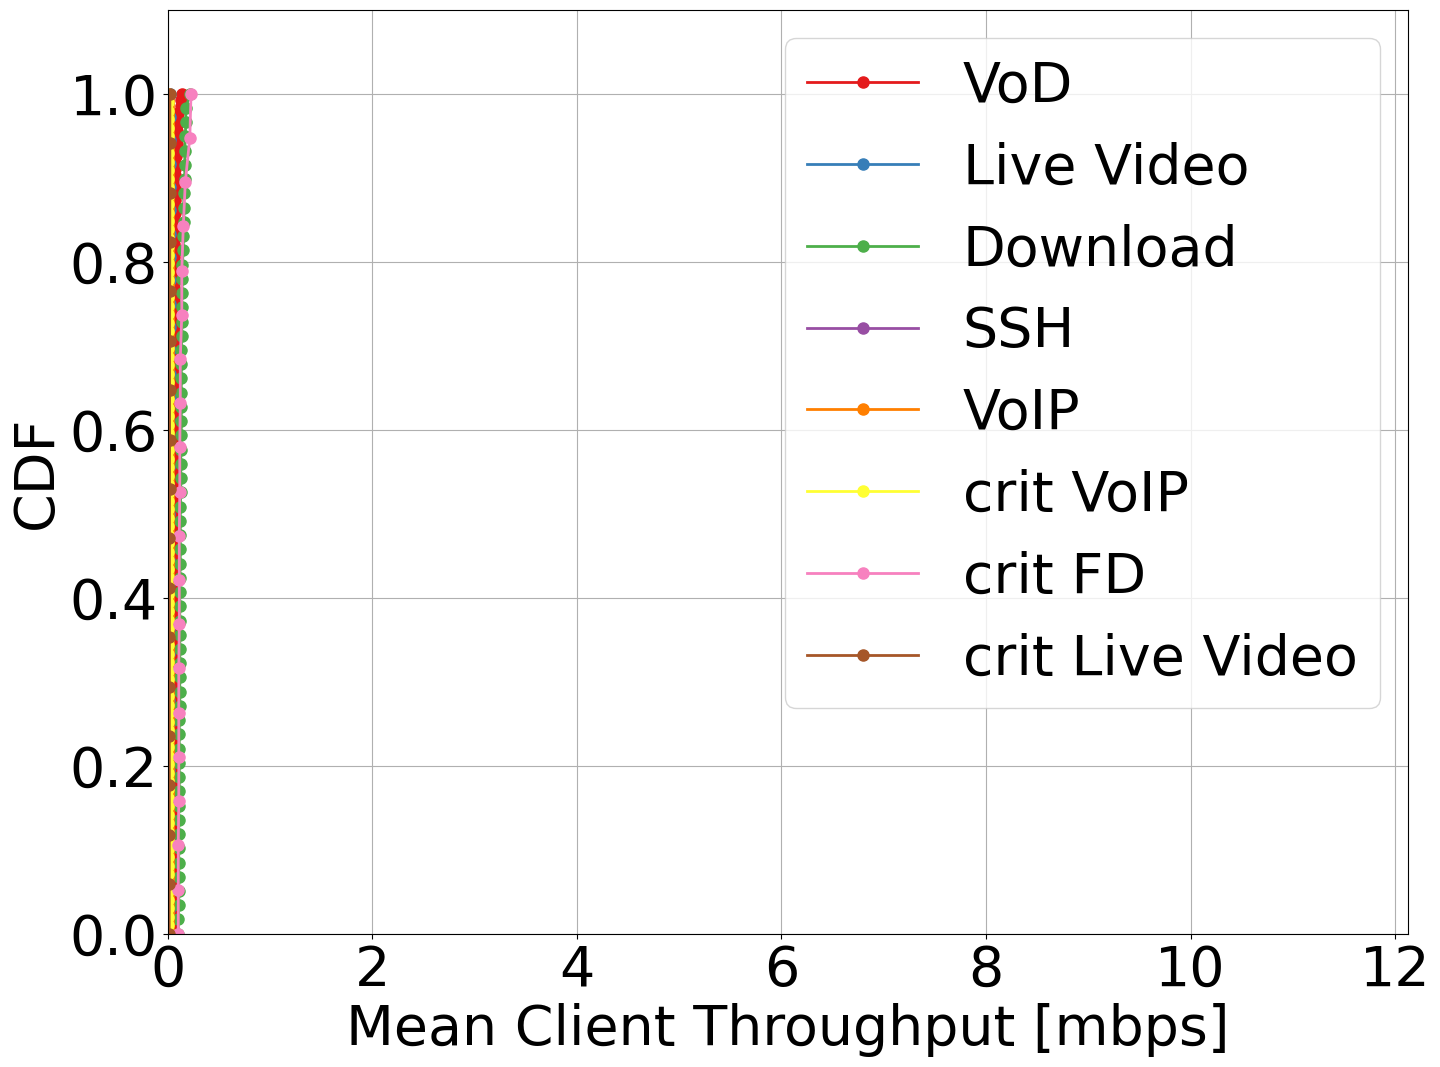 1.0
0.8
0.6
0.4
0.2
0.0
CDF
0 2 4 6 8 10 12
Mean Client Throughput [mbps]
VoD
Live Video
Download
SSH
VoIP
crit VoIP
crit FD
crit Live Video